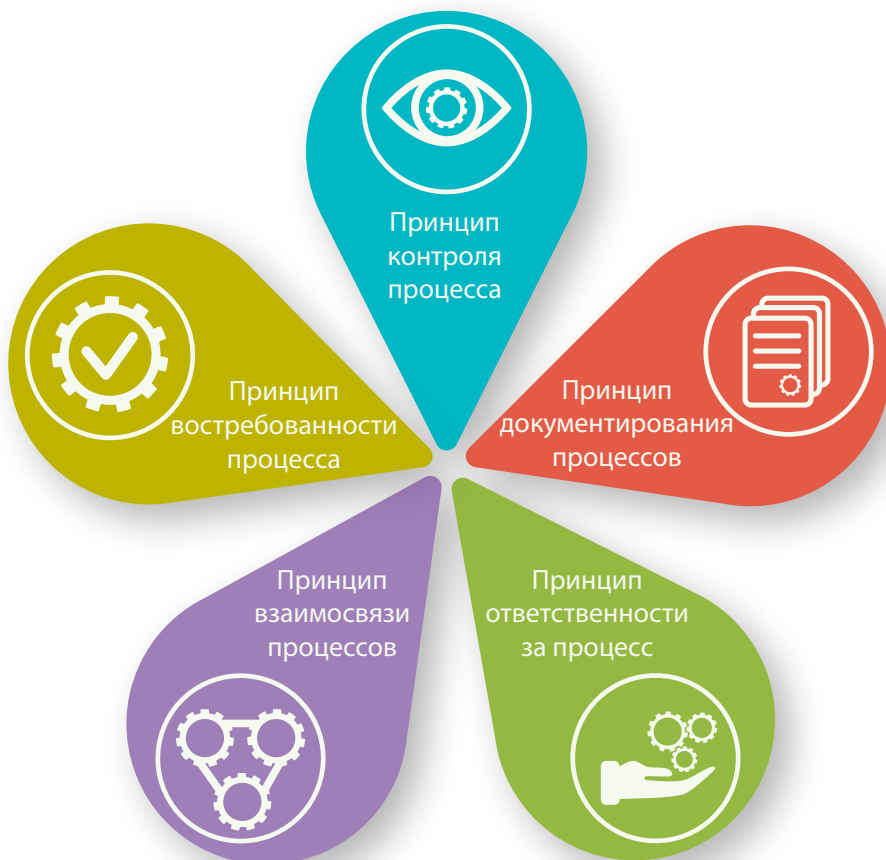 Принцип
контроля
процесса
Принцип
востребованности
процесса
Принцип
документирования
процессов
Принцип
взаимосвязи
процессов
Принцип
ответственности
за процесс